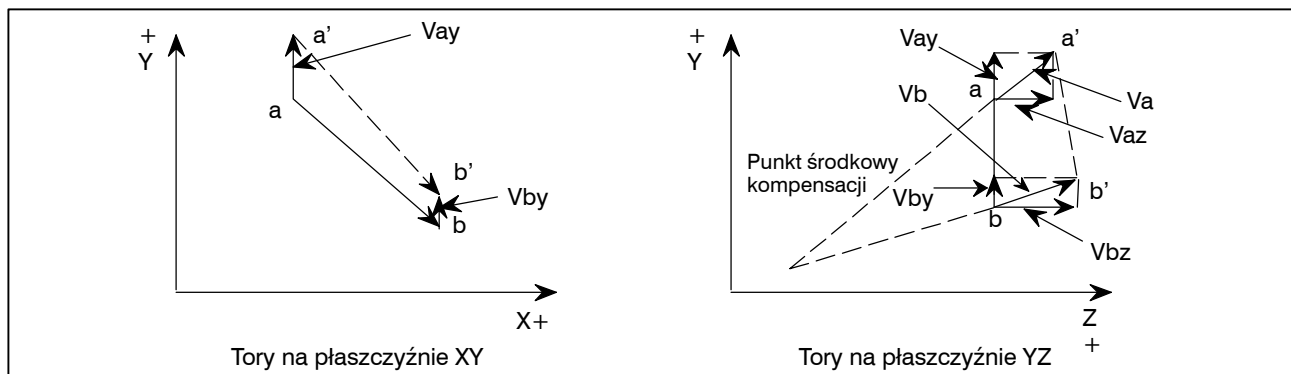 +
Y
a’
Vay
a
b’
Vby
b
X+
Tory na płaszczyźnie XY
+
Y
Vay
a’
a
Vb
Va
Vaz
Punkt środkowy
kompensacji
Vby
b’
b
Vbz
Z
+
Tory na płaszczyźnie YZ